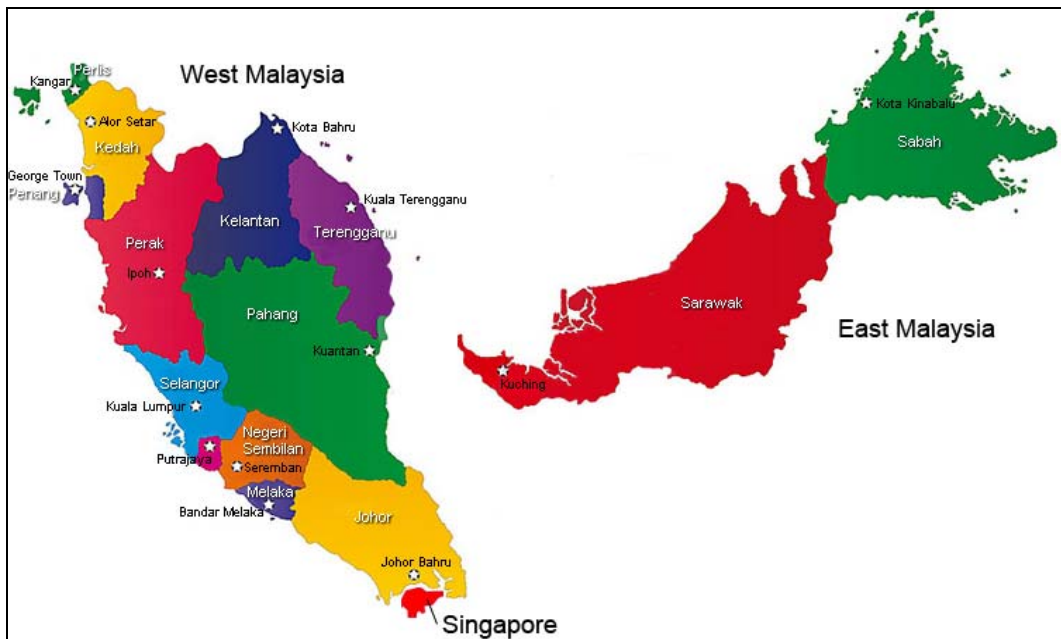 West Malaysia
Perlis
Kangar
Alor Setar
Kedah
Kota Bahru
George Town
Penang
Kuala Terengganu
Kelantan
Terengganu
Perak
Ipoh
Pahang
Kuantan
Selangor
Kuala Lumpur
Negeri
Sembilan
Putrajaya
Seremban
Melaka
Bandar Melaka
Johor
Johor Bahru
Singapore
Kota Kinabalu
Sabah
Sarawak
East Malaysia
Kuching